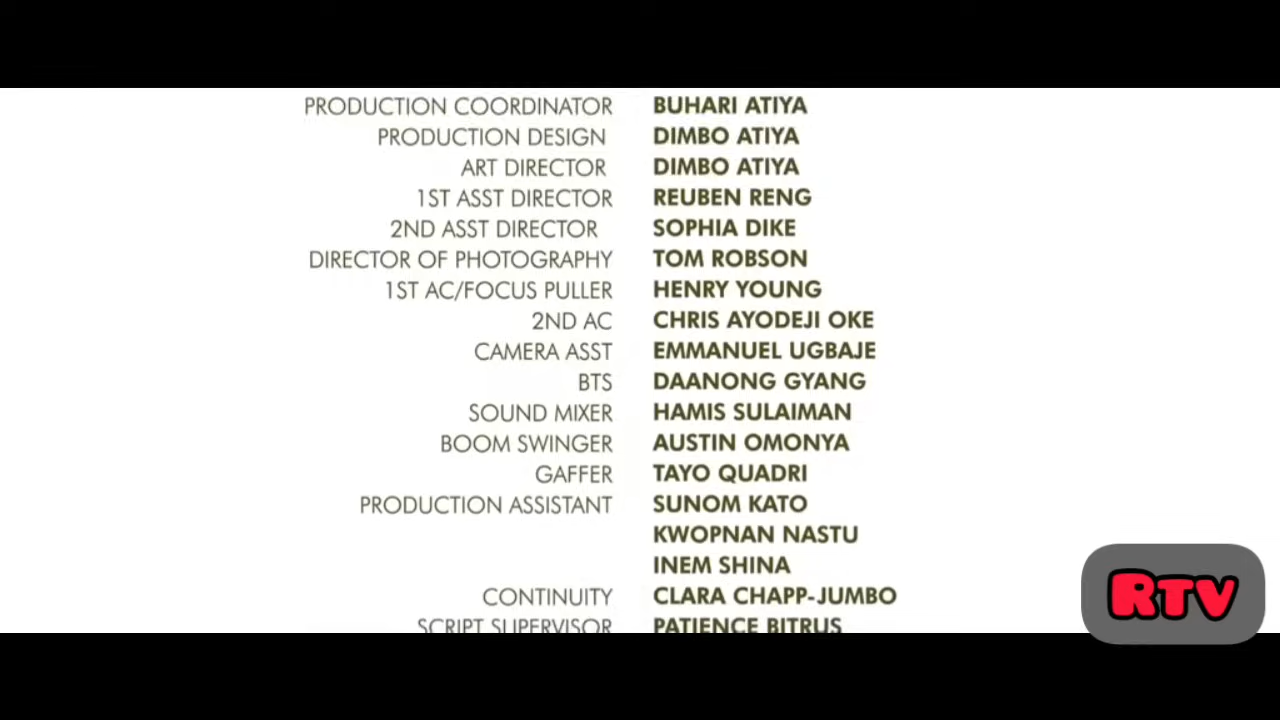 PRODUCTION COORDINATOR BUHARI ATIYA
PRODUCTION DESIGN DIMBO ATIYA
ART DIRECTOR DIMBO ATIYA
1ST ASST DIRECTOR REUBEN RENG
2ND ASST DIRECTOR SOPHIA DIKE
DIRECTOR OF PHOTOGRAPHY TOM ROBSON
1ST AC/FOCUS PULLER HENRY YOUNG
2ND AC CHRIS AYODEJI OKE
CAMERA ASST EMMANUEL UGBAJE
BTS DAANONG GYANG
SOUND MIXER HAMIS SULAIMAN
BOOM SWINGER AUSTIN OMONYA
GAFFER TAYO QUADRI
PRODUCTION ASSISTANT SUNOM KATO
KWOPNAN NASTU
INEM SHINA
CONTINUITY CLARA CHAPP-JUMBO
SCRIPT SUPERVISOR PATIENCE BITRUS
RTV